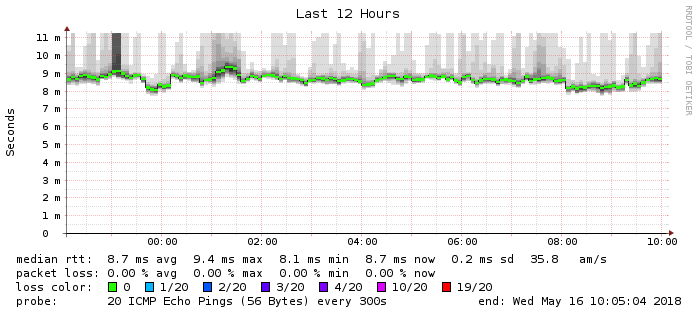 Last 12 Hours
RRDTOOL / TOBI OETIKER
Seconds
11 m
10 m
9 m
8 m
7 m
6 m
5 m
4 m
3 m
2 m
1 m
0
00:00 02:00 04:00 06:00 08:00 10:00
median rtt: 8.7 ms avg 9.4 ms max 8.1 ms min 8.7 ms now 0.2 ms sd 35.8 am/s
packet loss: 0.00 % avg 0.00 % max 0.00 % min 0.00 % now
loss color: 0 1/20 2/20 3/20 4/20 10/20 19/20
probe: 20 ICMP Echo Pings (56 Bytes) every 300s end: Wed May 16 10:05:04 2018